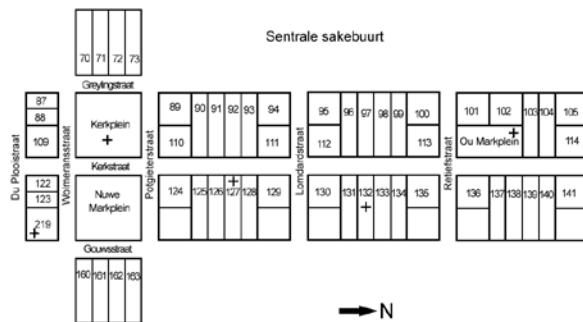 Sentrale sakebuurt
70 71 72 73
Greylingstraat
87
88
109
Kerkplein
89 90 91 92 93 94
110 111
95 96 97 98 99 100
112 113
101 102 103 104 105
Ou Markplein 114
Du Plooistraat
Wolmeransstraat
Kerkstraat
Potgieterstraat
Lomdardstraat
Retiefstraat
122
123
219
Nuwe
Markplein
124 125 126 127 128 129
130 131 132 133 134 135
136 137 138 139 140 141
Gouwsstraat
160 161 162 163
N